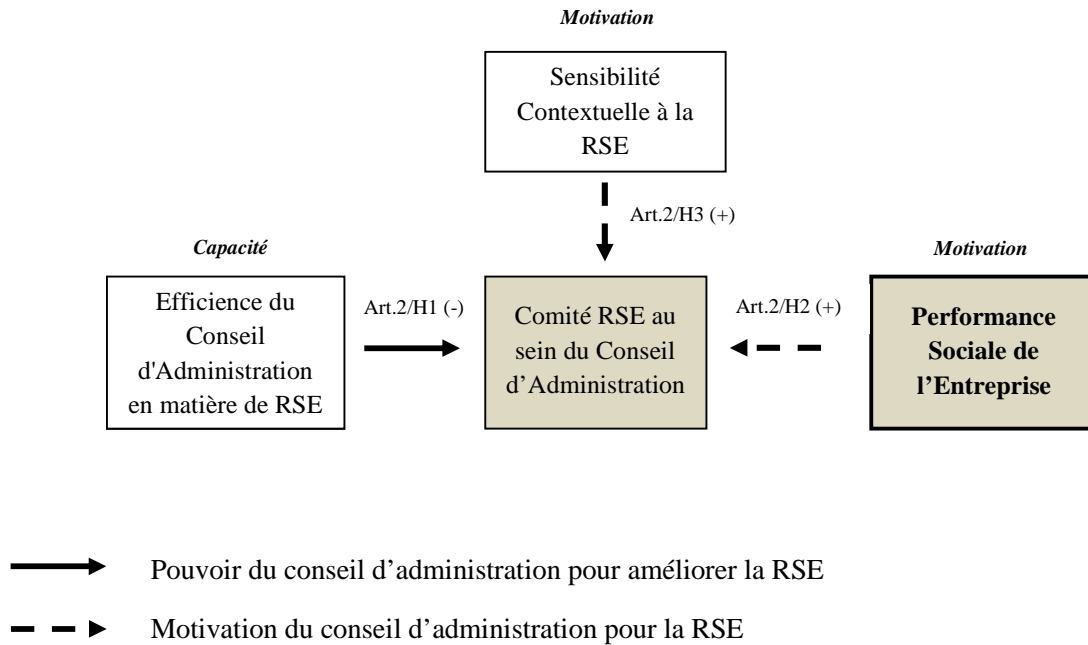 Motivation
Sensibilité
Contextuelle à la
RSE
Art.2/H3 (+)
Capacité
Motivation
Efficience du
Conseil
d'Administration
en matière de RSE
Art.2/H1 (-)
Comité RSE au
sein du Conseil
d’Administration
Art.2/H2 (+)
Performance
Sociale de
l’Entreprise
Pouvoir du conseil d’administration pour améliorer la RSE
Motivation du conseil d’administration pour la RSE